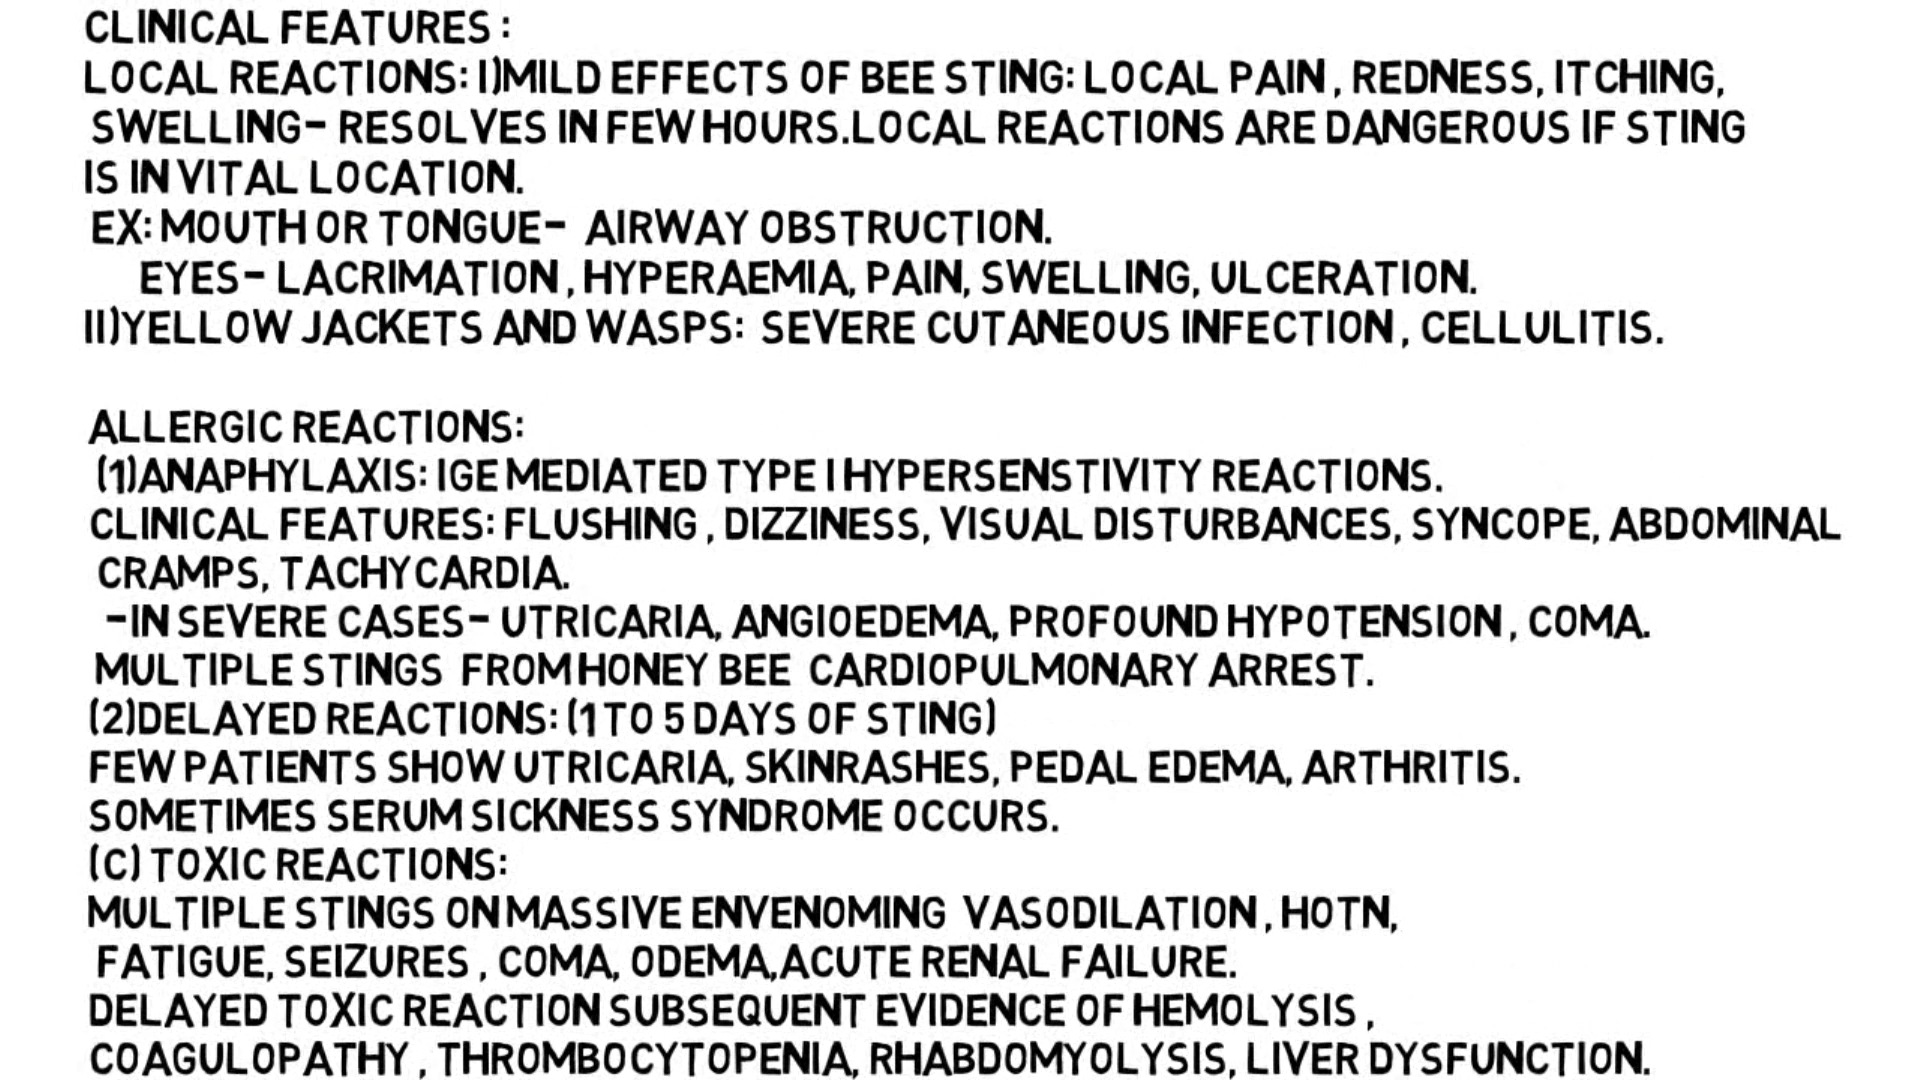 CLINICAL FEATURES :
LOCAL REACTIONS: I)MILD EFFECTS OF BEE STING: LOCAL PAIN, REDNESS, ITCHING,
SWELLING- RESOLVES IN FEW HOURS.LOCAL REACTIONS ARE DANGEROUS IF STING
IS IN VITAL LOCATION.
EX: MOUTH OR TONGUE- AIRWAY OBSTRUCTION.
EYES- LACRIMATION, HYPERAEMIA, PAIN, SWELLING, ULCERATION.
II)YELLOW JACKETS AND WASPS: SEVERE CUTANEOUS INFECTION, CELLULITIS.
ALLERGIC REACTIONS:
(1)ANAPHYLAXIS: IGE MEDIATED TYPE I HYPERSENSTIVITY REACTIONS.
CLINICAL FEATURES: FLUSHING, DIZZINESS, VISUAL DISTURBANCES, SYNCOPE, ABDOMINAL
CRAMPS, TACHYCARDIA.
-IN SEVERE CASES- UTRICARIA, ANGIOEDEMA, PROFOUND HYPOTENSION, COMA.
MULTIPLE STINGS FROM HONEY BEE CARDIOPULMONARY ARREST.
(2)DELAYED REACTIONS: (1 TO 5 DAYS OF STING)
FEW PATIENTS SHOW UTRICARIA, SKINRASHES, PEDAL EDEMA, ARTHRITIS.
SOMETIMES SERUM SICKNESS SYNDROME OCCURS.
(C) TOXIC REACTIONS:
MULTIPLE STINGS ON MASSIVE ENVENOMING VASODILATION, HOTN,
FATIGUE, SEIZURES, COMA, ODEMA,ACUTE RENAL FAILURE.
DELAYED TOXIC REACTION SUBSEQUENT EVIDENCE OF HEMOLYSIS,
COAGULOPATHY, THROMBOCYTOPENIA, RHABDOMYOLYSIS, LIVER DYSFUNCTION.